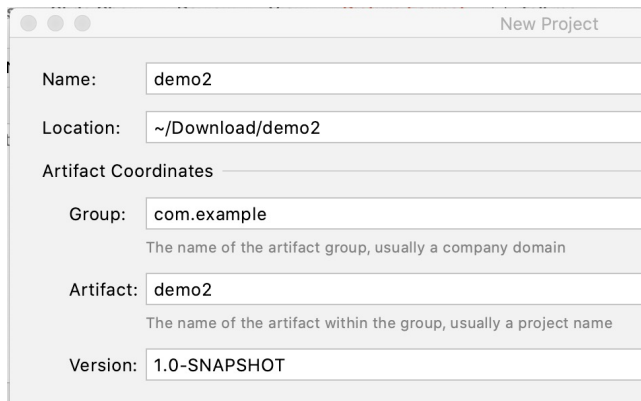 New Project
Name: demo2
Location: ~/Download/demo2
Artifact Coordinates
Group: com.example
The name of the artifact group, usually a company domain
Artifact: demo2
The name of the artifact within the group, usually a project name
Version: 1.0-SNAPSHOT